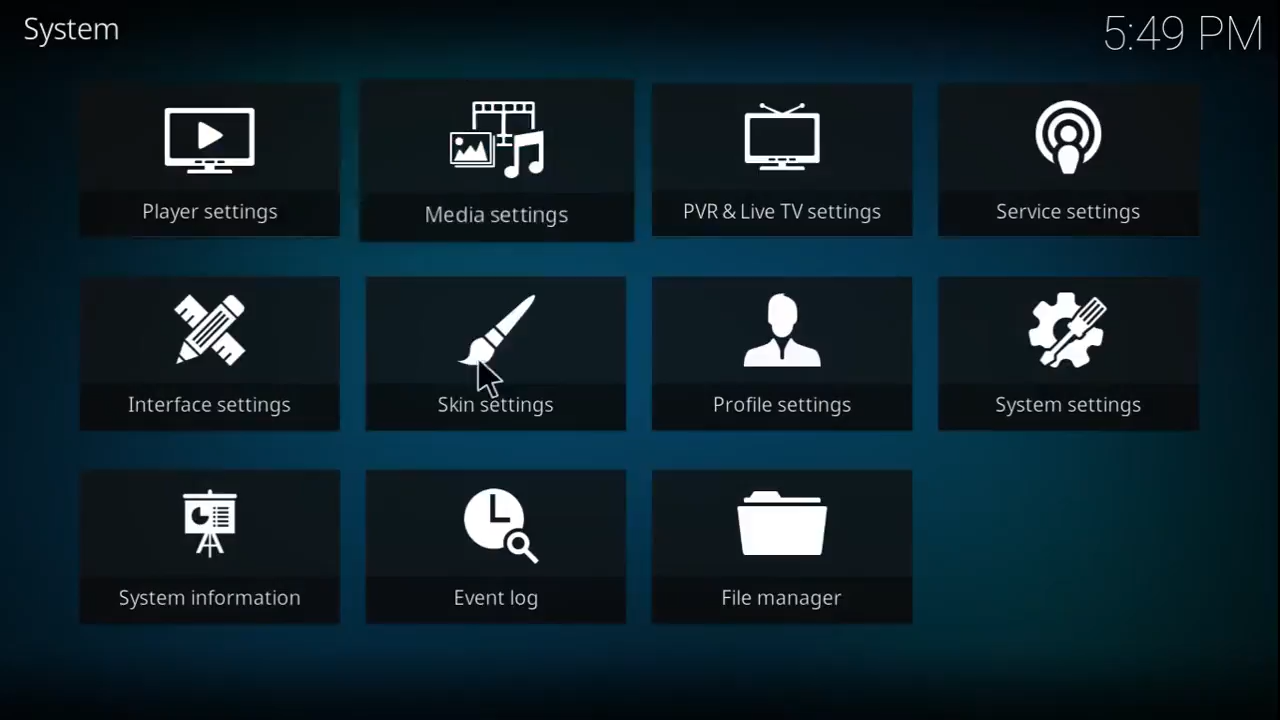 System
5:49 PM
Player settings
Media settings
PVR & Live TV settings
Service settings
Interface settings
Skin settings
Profile settings
System settings
System information
Event log
File manager